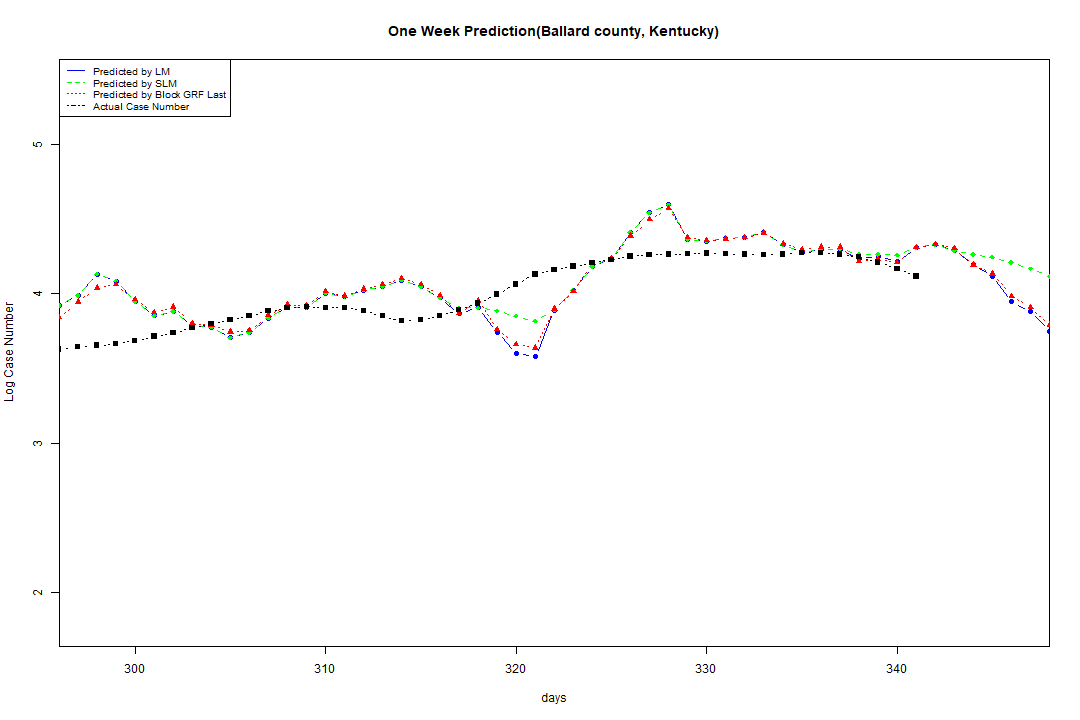 One Week Prediction(Ballard county, Kentucky)
Predicted by LM
Predicted by SLM
Predicted by Block GRF Last
Actual Case Number
5
4
3
2
Log Case Number
300 310 320 330 340
days